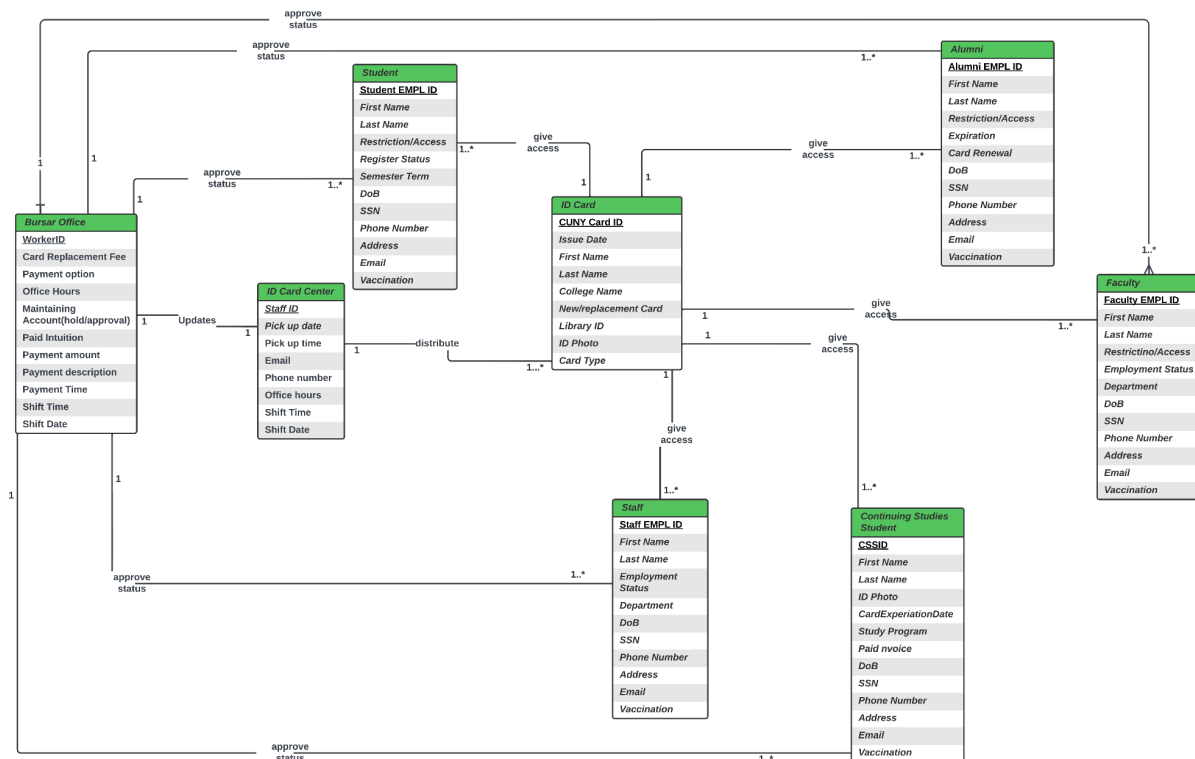 approve
status
approve
status
1..*
Alumni
Alumni EMPL ID
First Name
Last Name
Restriction/Access
Expiration
Card Renewal
DoB
SSN
Phone Number
Address
Email
Vaccination
Student
Student EMPL ID
First Name
Last Name
Restriction/Access
Register Status
Semester Term
DoB
SSN
Phone Number
Address
Email
Vaccination
1..*
give
access
1
give
access
1..*
1
1
1
approve
status
1..*
1
Bursar Office
WorkerID
Card Replacement Fee
Payment option
Office Hours
Maintaining
Account(hold/approval)
Paid Intuition
Payment amount
Payment description
Payment Time
Shift Time
Shift Date
1
Updates
1
ID Card Center
Staff ID
Pick up date
Pick up time
Email
Phone number
Office hours
Shift Time
Shift Date
1
distribute
1...*
ID Card
CUNY Card ID
Issue Date
First Name
Last Name
College Name
New/replacement Card
Library ID
ID Photo
Card Type
1
give
access
1..*
1..*
Faculty
Faculty EMPL ID
First Name
Last Name
Restrictino/Access
Employment Status
Department
DoB
SSN
Phone Number
Address
Email
Vaccination
1
give
access
1..*
1
give
access
1..*
Staff
Staff EMPL ID
First Name
Last Name
Employment
Status
Department
DoB
SSN
Phone Number
Address
Email
Vaccination
Continuing Studies
Student
CSSID
First Name
Last Name
ID Photo
CardExperiationDate
Study Program
Paid nvoice
DoB
SSN
Phone Number
Address
Email
Vaccination
1
1
approve
status
1..*
approve
status
1..*